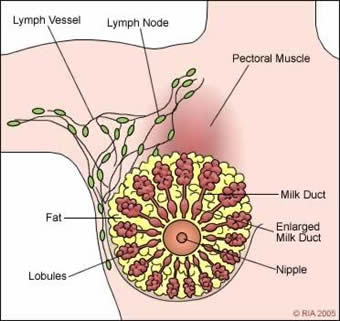 Lymph Vessel
Lymph Node
Pectoral Muscle
Milk Duct
Fat
Enlarged
Milk Duct
Lobules
Nipple
© RIA 2005